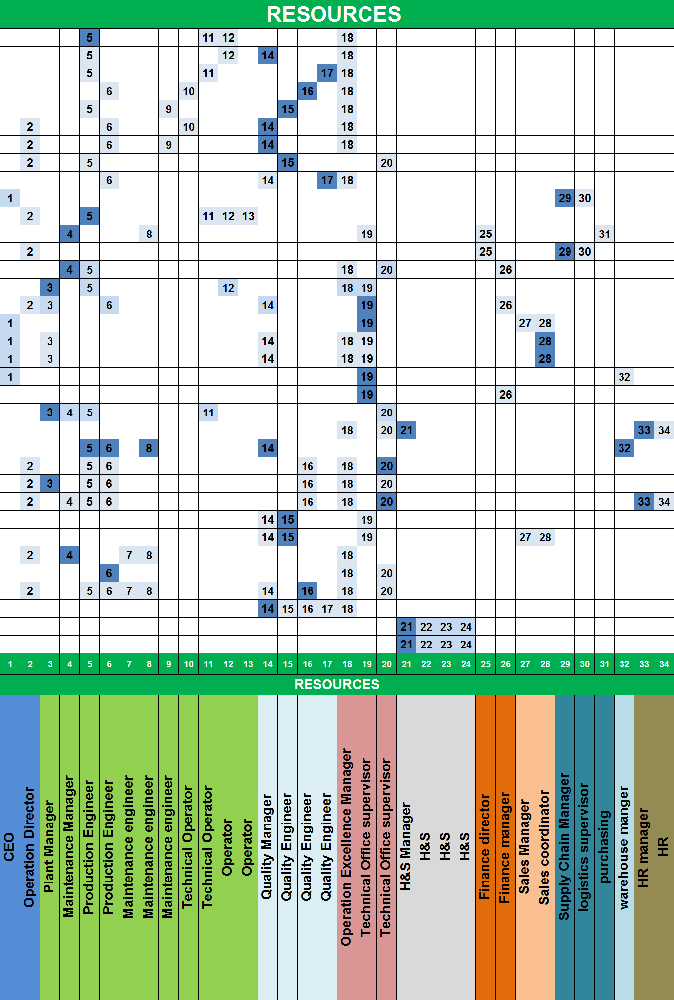 RESOURCES
5 11 12 18
5 12 14 18
5 11 17 18
6 10 16 18
5 9 15 18
2 6 10 14 18
2 6 9 14 18
2 5 15 20
6 14 17 18
1 29 30
2 5 11 12 13
4 8 19 25 31
2 25 29 30
4 5 18 20 26
3 5 12 18 19
2 3 6 14 19 26
1 19 27 28
1 3 14 18 19 28
1 3 14 18 19 28
1 19 32
19 26
3 4 5 11 20
18 20 21 33 34
5 6 8 14 32
2 5 6 16 18 20
2 3 5 6 16 18 20
2 4 5 6 16 18 20 33 34
14 15 19
14 15 19 27 28
2 4 7 8 18
6 18 20
2 5 6 7 8 14 16 18 20
14 15 16 17 18
21 22 23 24
21 22 23 24
1 2 3 4 5 6 7 8 9 10 11 12 13 14 15 16 17 18 19 20 21 22 23 24 25 26 27 28 29 30 31 32 33 34
RESOURCES
CEO
Operation Director
Plant Manager
Maintenance Manager
Production Engineer
Production Engineer
Maintenance engineer
Maintenance engineer
Maintenance engineer
Technical Operator
Technical Operator
Operator
Operator
Quality Manager
Quality Engineer
Quality Engineer
Quality Engineer
Operation Excellence Manager
Technical Office supervisor
Technical Office supervisor
H&S Manager
H&S
H&S
H&S
Finance director
Finance manager
Sales Manager
Sales coordinator
Supply Chain Manager
logistics supervisor
purchasing
warehouse manger
HR manager
HR